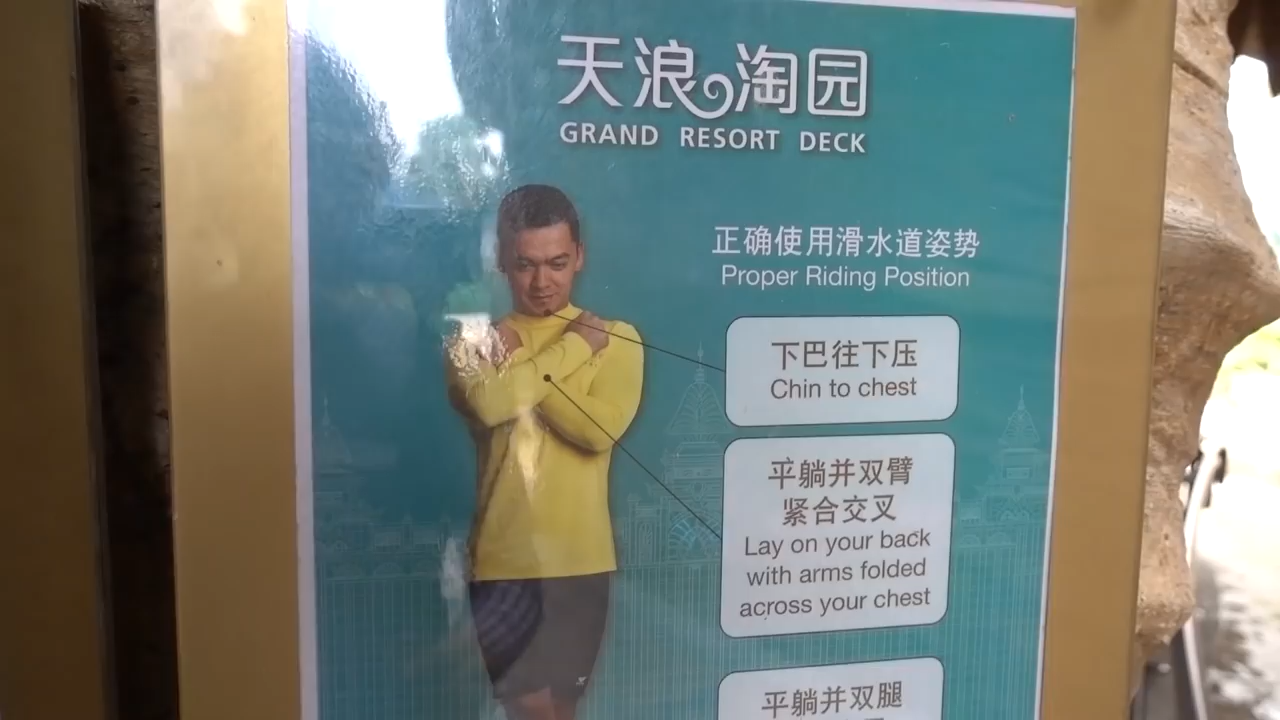 天浪淘园
GRAND RESORT DECK
正确使用滑水道姿势
Proper Riding Position
下巴往下压
Chin to chest
平躺并双臂
紧合交叉
Lay on your back
with arms folded
across your chest
平躺并双腿